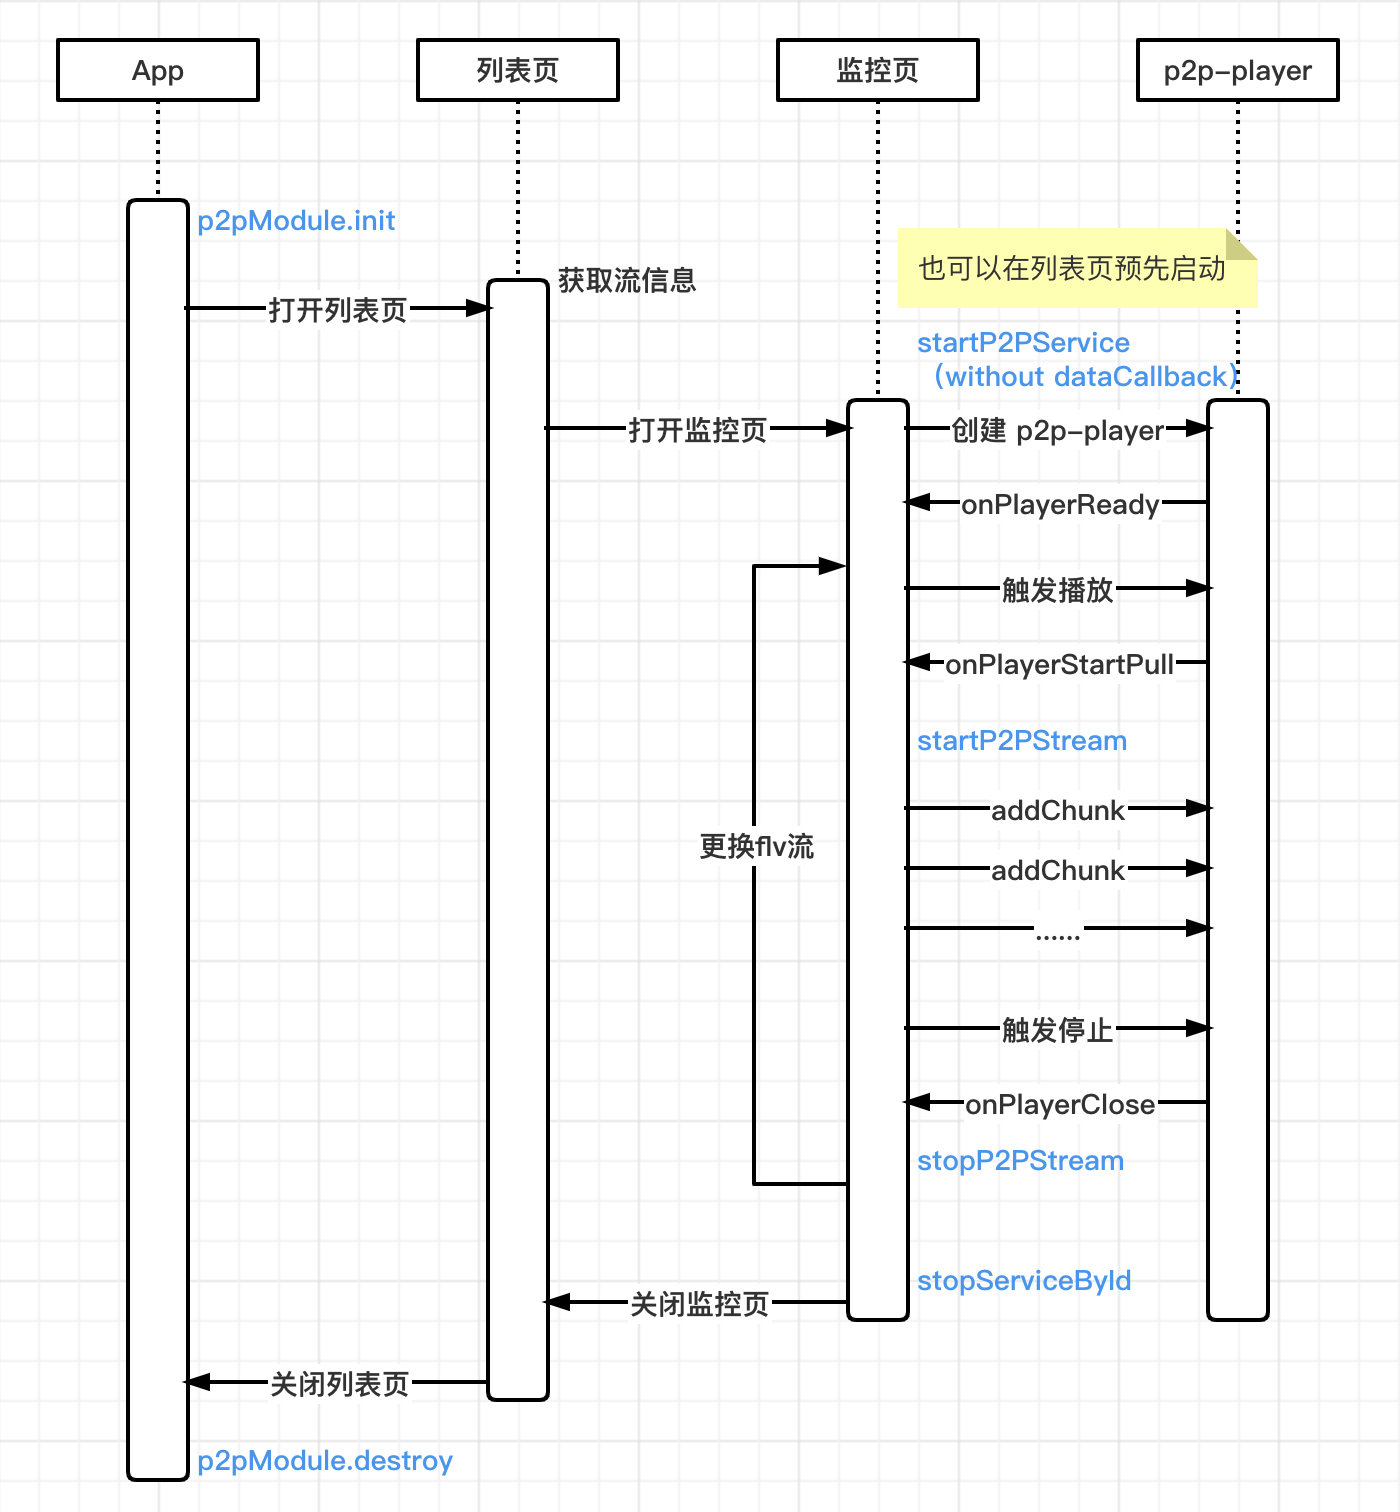 App
列表页
监控页
p2p-player
p2pModule.init
也可以在列表页预先启动
获取流信息
打开列表页
startP2PService
（without dataCallback）
打开监控页
创建 p2p-player
onPlayerReady
触发播放
onPlayerStartPull
startP2PStream
addChunk
更换flv流
addChunk
......
触发停止
onPlayerClose
stopP2PStream
stopServiceById
关闭监控页
关闭列表页
p2pModule.destroy